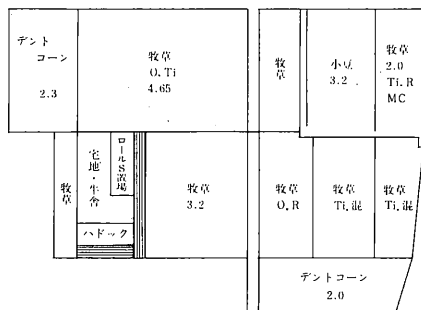 デント
コーン
2.3
牧草
O.Ti
4.65
牧草
小豆
3.2
牧草
2.0
Ti.R
MC
牧草
宅地・牛舎
ロールS置場
ハドック
牧草
3.2
牧草
O.R
牧草
Ti.混
牧草
Ti.混
デントコーン
2.0